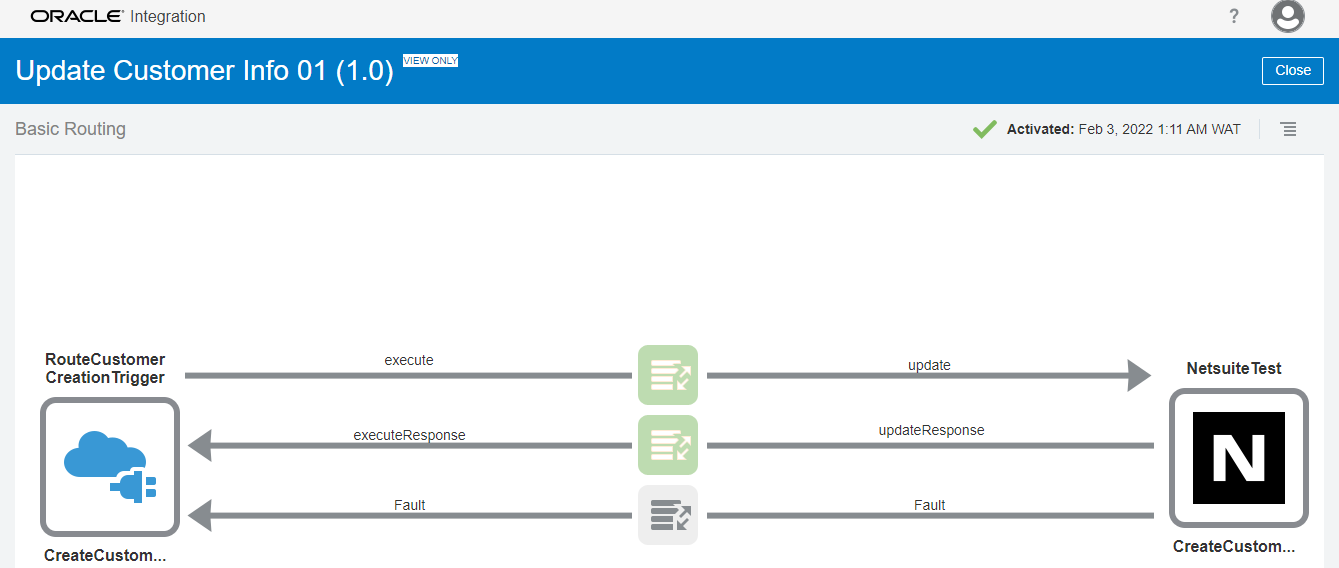 ORACLE Integration
?
Update Customer Info 01 (1.0) VIEW ONLY
Close
Basic Routing
Activated: Feb 3, 2022 1:11 AM WAT
RouteCustomer
CreationTrigger
execute
update
NetsuiteTest
executeResponse
updateResponse
N
Fault
Fault
CreateCustom...
CreateCustom...